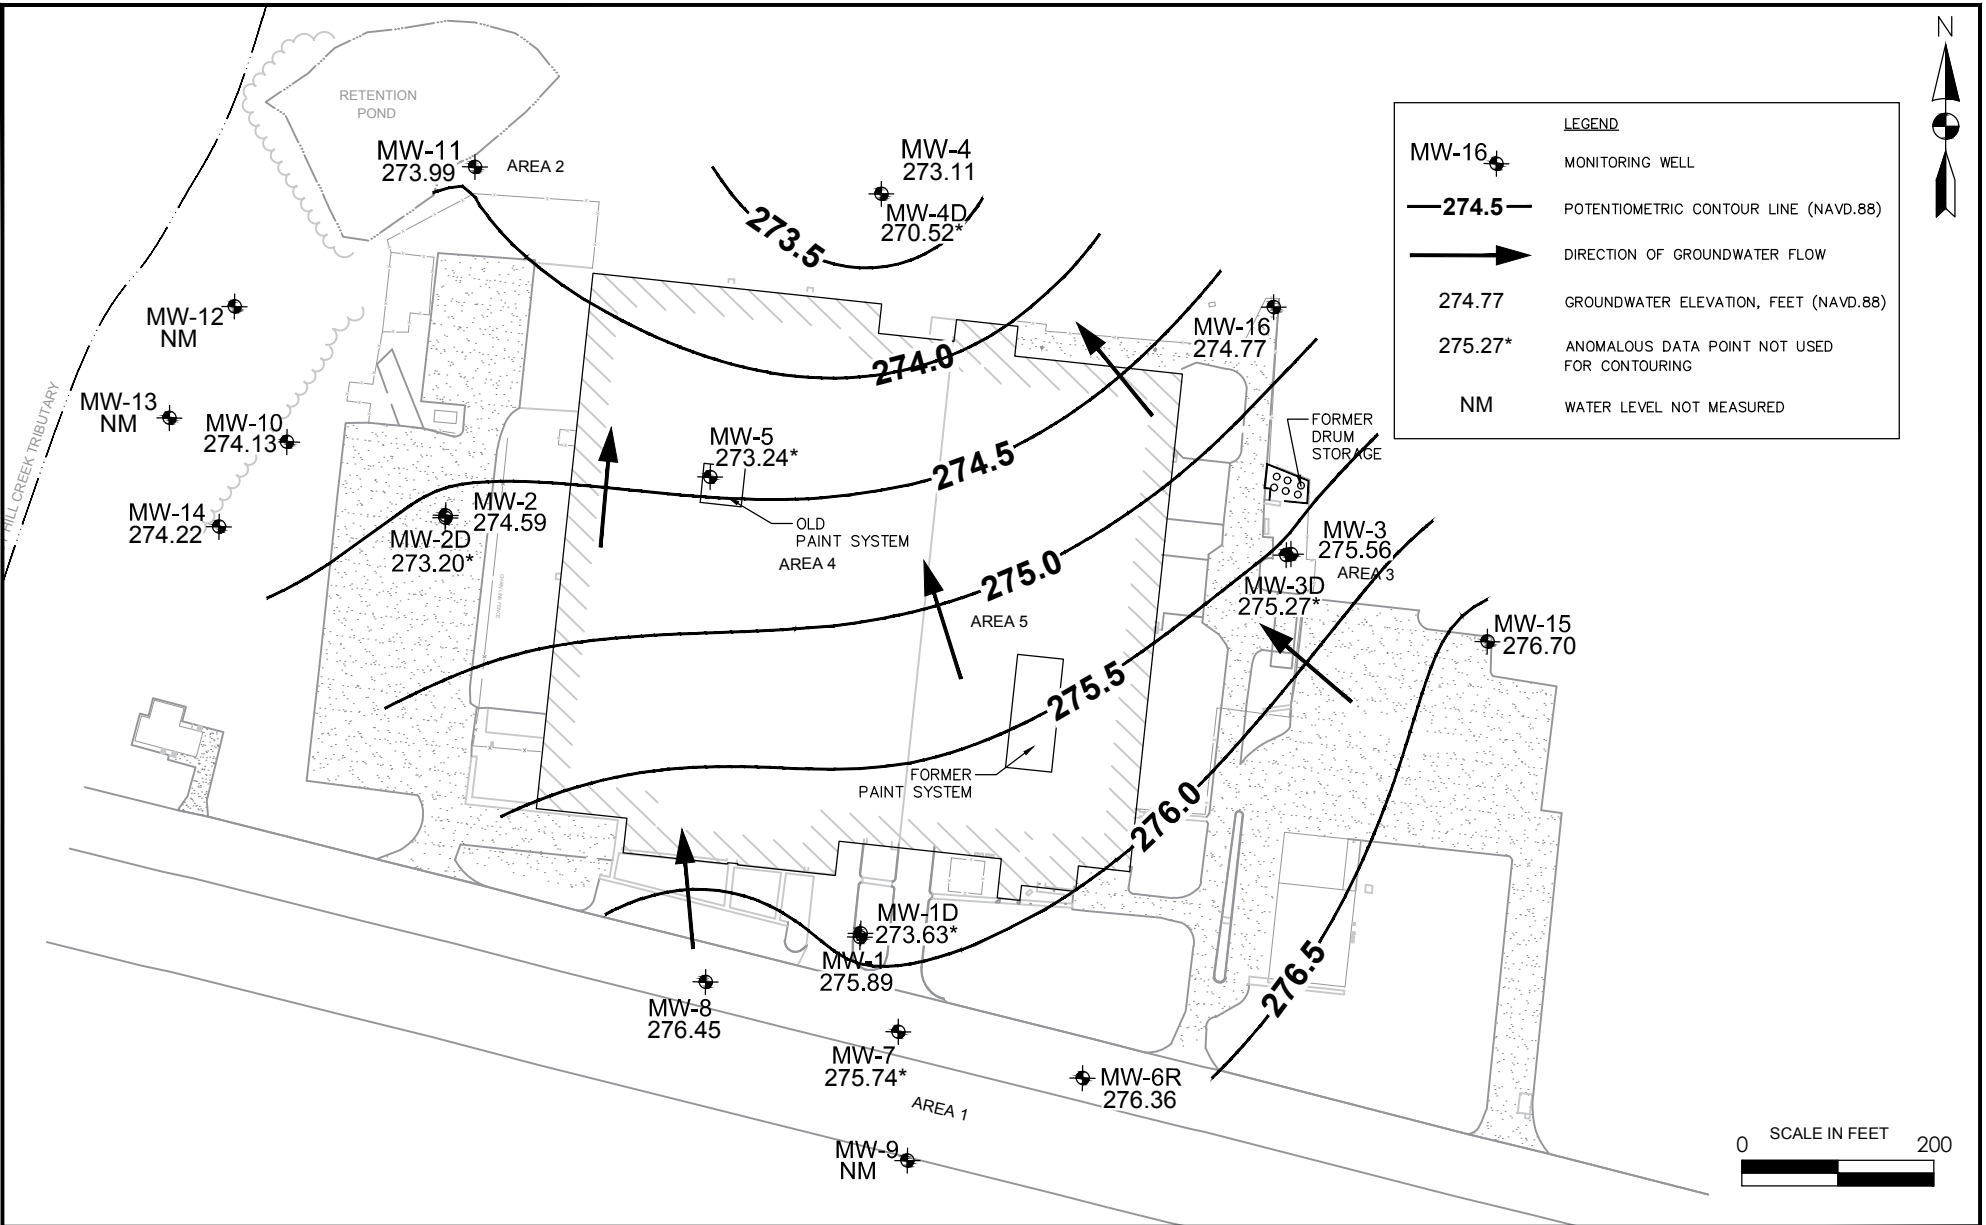 N
LEGEND
MW-16
MONITORING WELL
274.5
POTENTIOMETRIC CONTOUR LINE (NAVD.88)
DIRECTION OF GROUNDWATER FLOW
274.77
GROUNDWATER ELEVATION, FEET (NAVD.88)
275.27*
ANOMALOUS DATA POINT NOT USED
FOR CONTOURING
NM
WATER LEVEL NOT MEASURED
RETENTION
POND
MW-11
273.99
AREA 2
MW-4
273.11
MW-4D
270.52*
273.5
MW-12
NM
MW-16
274.77
274.0
HILL CREEK TRIBUTARY
MW-13
NM
MW-10
274.13
MW-5
273.24*
274.5
FORMER
DRUM
STORAGE
MW-14
274.22
MW-2
274.59
MW-2D
273.20*
OLD
PAINT SYSTEM
AREA 4
275.0
AREA 5
MW-3
275.56
AREA 3
MW-3D
275.27*
MW-15
276.70
275.5
FORMER
PAINT SYSTEM
276.0
MW-1D
273.63*
MW-1
275.89
276.5
MW-8
276.45
MW-7
275.74*
MW-6R
276.36
AREA 1
MW-9
NM
SCALE IN FEET
0 200